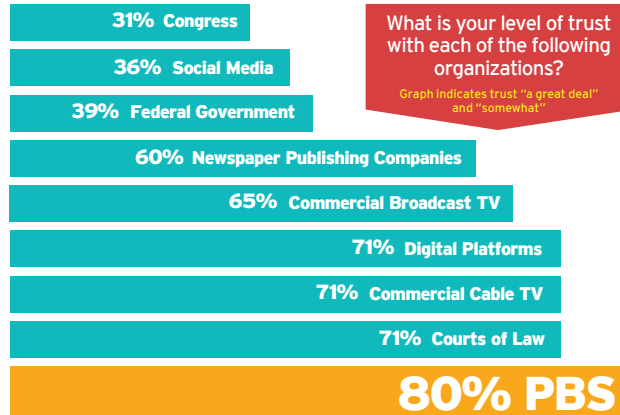 31% Congress
36% Social Media
39% Federal Government
60% Newspaper Publishing Companies
65% Commercial Broadcast TV
71% Digital Platforms
71% Commercial Cable TV
71% Courts of Law
80% PBS
What is your level of trust
with each of the following
organizations?
Graph indicates trust “a great deal”
and “somewhat”